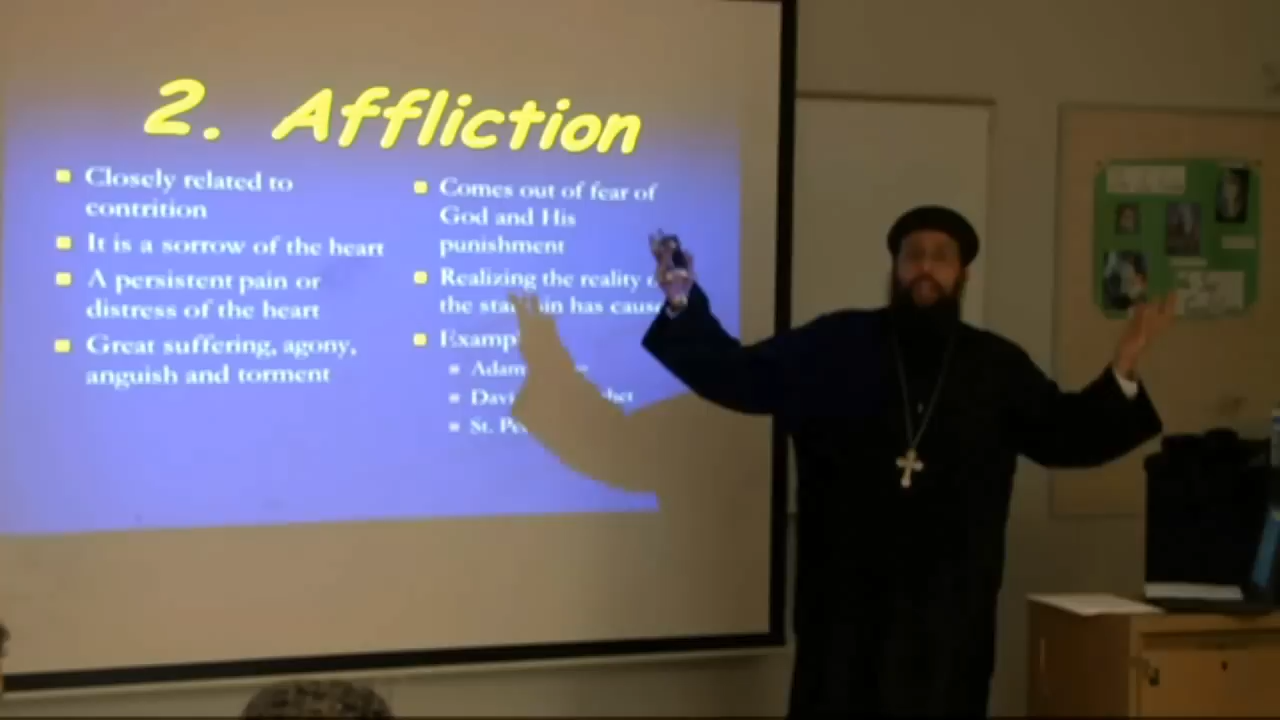 2. Affliction
Closely related to
contrition
It is a sorrow of the heart
A persistent pain or
distress of the heart
Great suffering, agony,
anguish and torment
Comes out of fear of
God and His
punishment
Realizing the reality
the has
Adam
St.